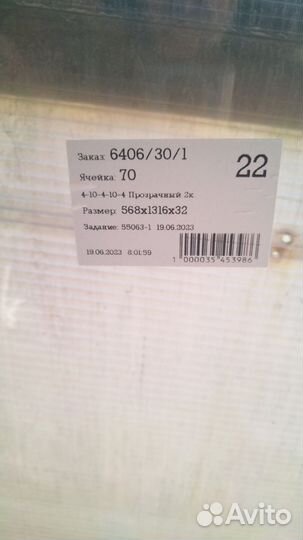 Заказ: 6406/30/1
22
Ячейка: 70
4-10-4-10-4 Прозрачный 2к
Размер: 568x1316x32
Задание: 55063-1 19.06.2023
19.06.2023 8:01:59
1 000035 453986
Avito